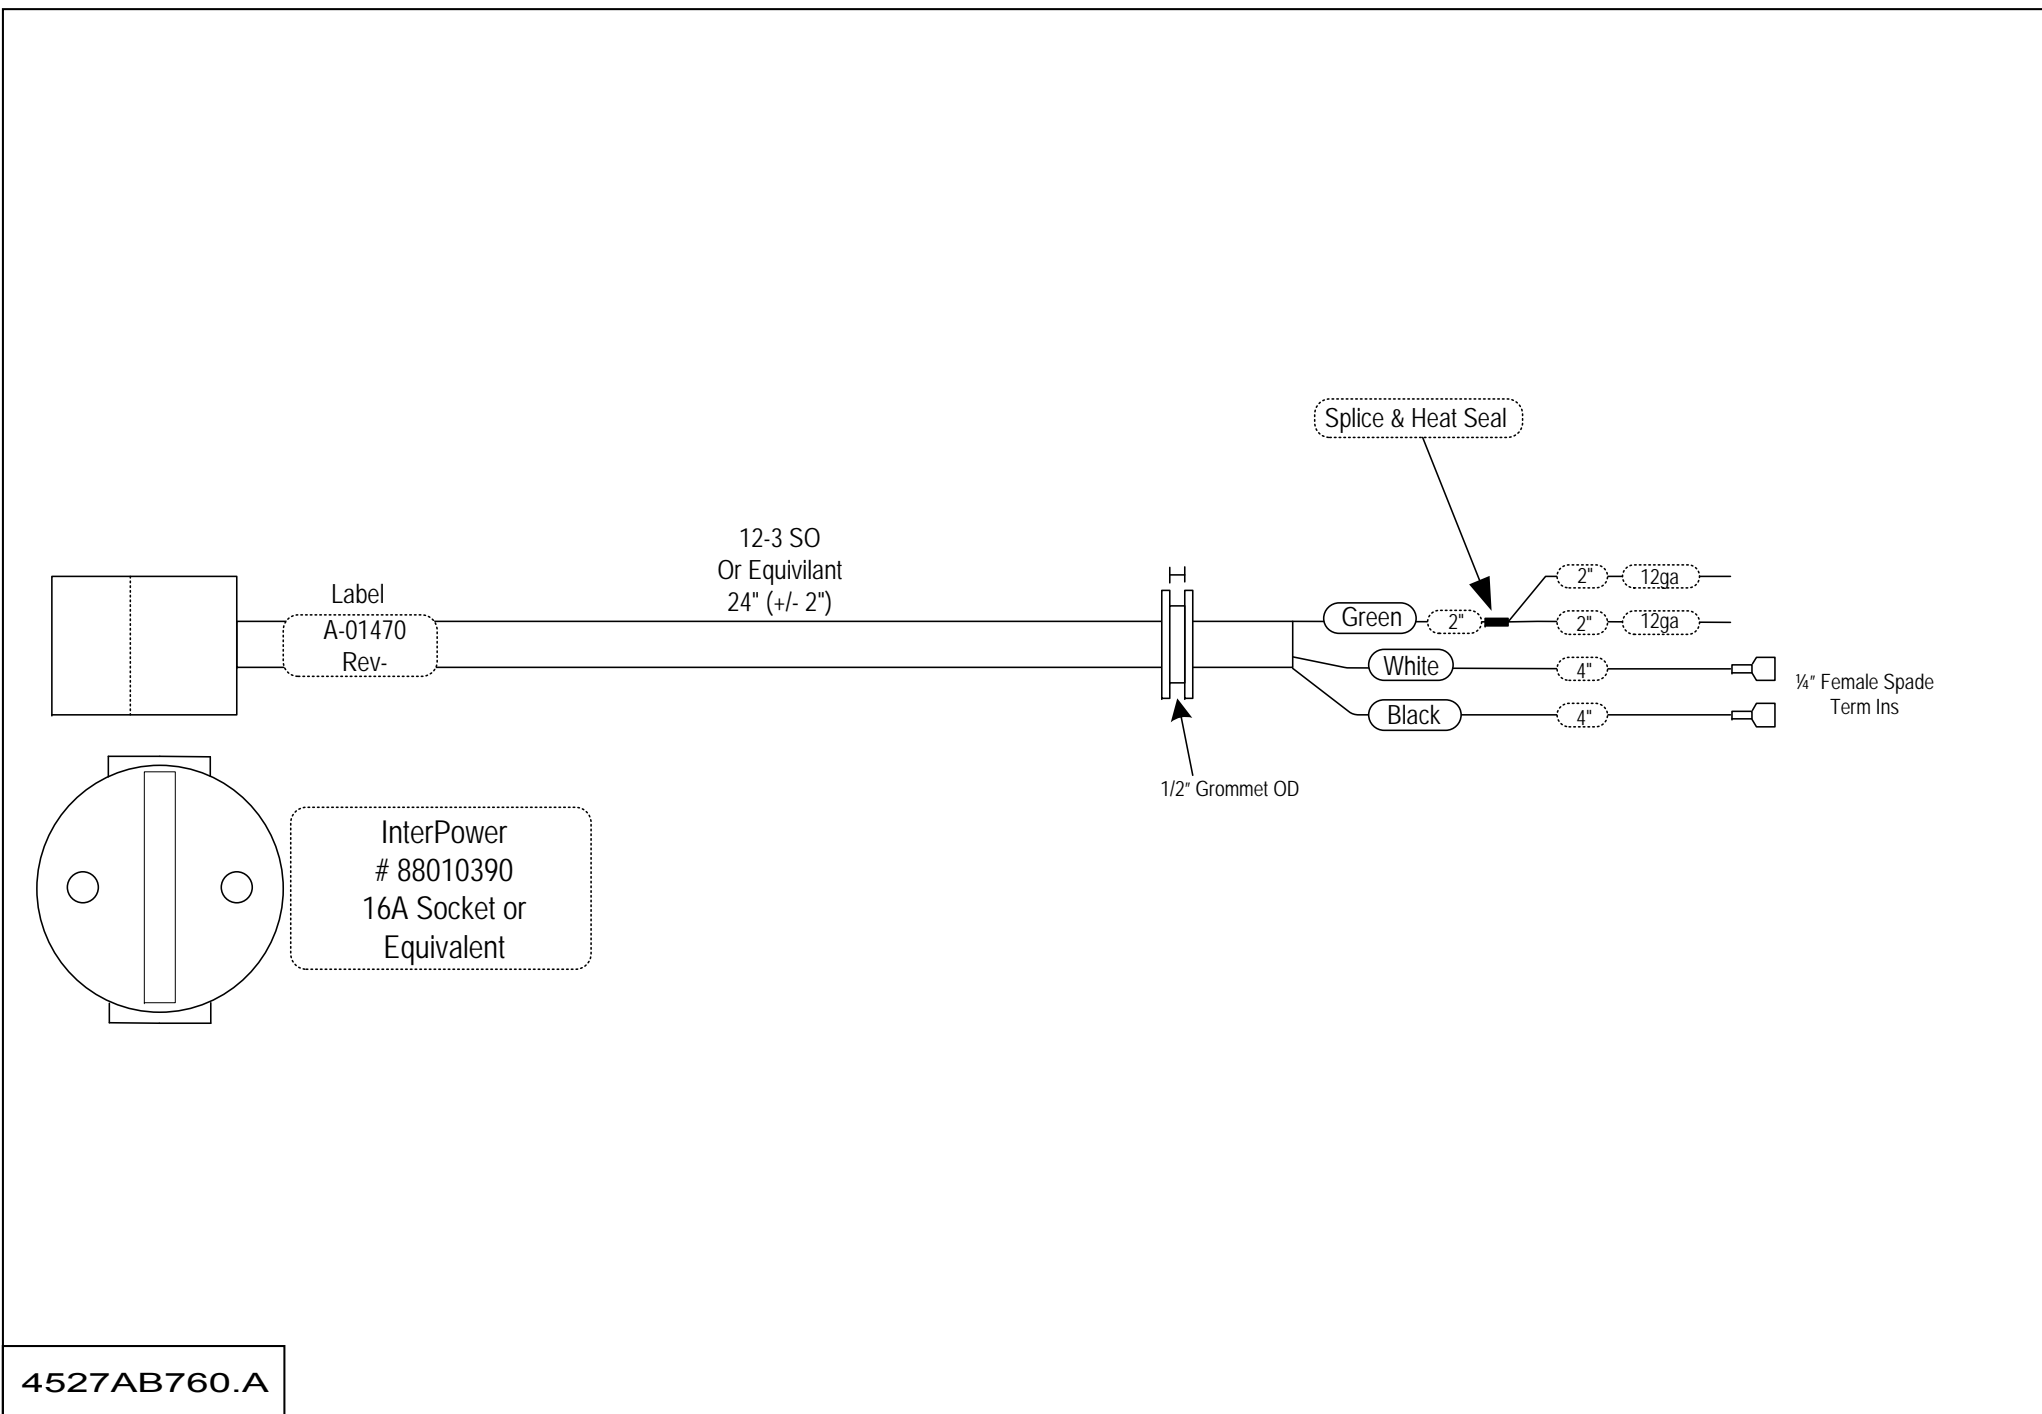 Splice & Heat Seal
12-3 SO
Or Equivilant
24" (+/- 2")
Label
A-01470
Rev-
2" 12ga
Green 2" 2" 12ga
White 4"
Black 4"
¼" Female Spade
Term Ins
1/2" Grommet OD
InterPower
# 88010390
16A Socket or
Equivalent
4527AB760.A